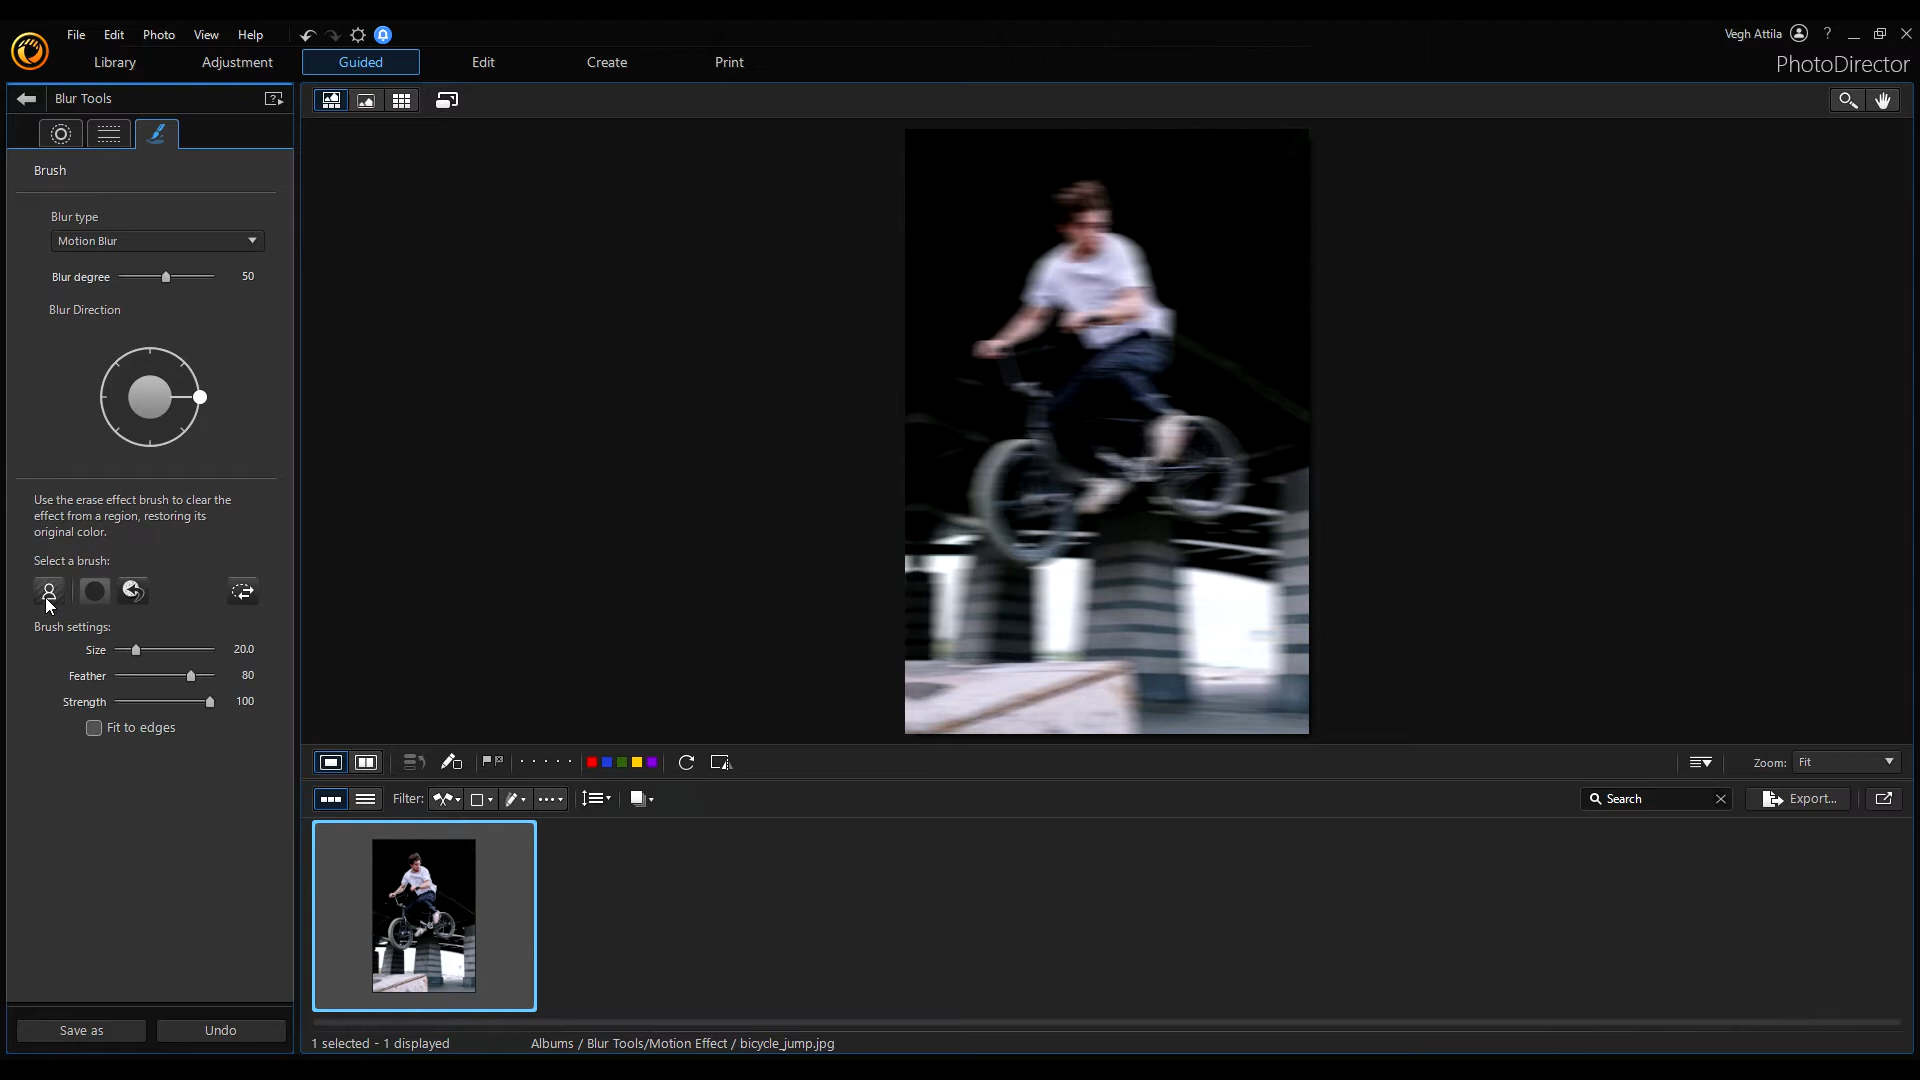 File Edit Photo View Help
Vegh Attila ?
Library Adjustment Guided Edit Create Print
PhotoDirector
Blur Tools
Brush
Blur type
Motion Blur
Blur degree 50
Blur Direction
Use the erase effect brush to clear the
effect from a region, restoring its
original color.
Select a brush:
Brush settings:
Size 20.0
Feather 80
Strength 100
Fit to edges
Save as Undo
Zoom: Fit
Filter:
Search
Export...
1 selected - 1 displayed
Albums / Blur Tools/Motion Effect / bicycle_jump.jpg